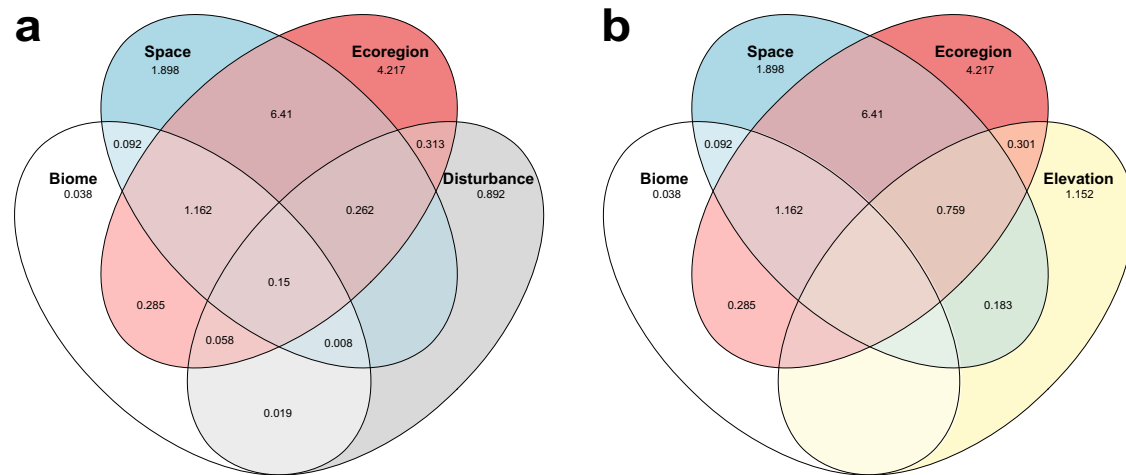 a
Space
1.898
Ecoregion
4.217
6.41
0.092
0.313
Biome
0.038
Disturbance
0.892
1.162
0.262
0.15
0.285
0.058
0.008
0.019
b
Space
1.898
Ecoregion
4.217
6.41
0.092
0.301
Biome
0.038
Elevation
1.152
1.162
0.759
0.285
0.183